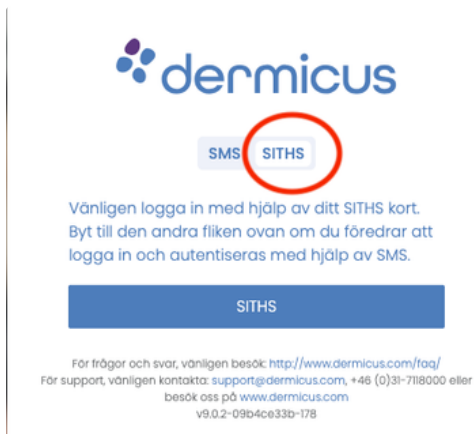 dermicus
SMS SITHS
Vänligen logga in med hjälp av ditt SITHS kort.
Byt till den andra fliken ovan om du föredrar att
logga in och autentiseras med hjälp av SMS.
SITHS
För frågor och svar, vänligen besök: http://www.dermicus.com/faq/
För support, vänligen kontakta: support@dermicus.com, +46 (0)31-7118000 eller
besök oss på www.dermicus.com
v9.0.2-09b4ce33b-178